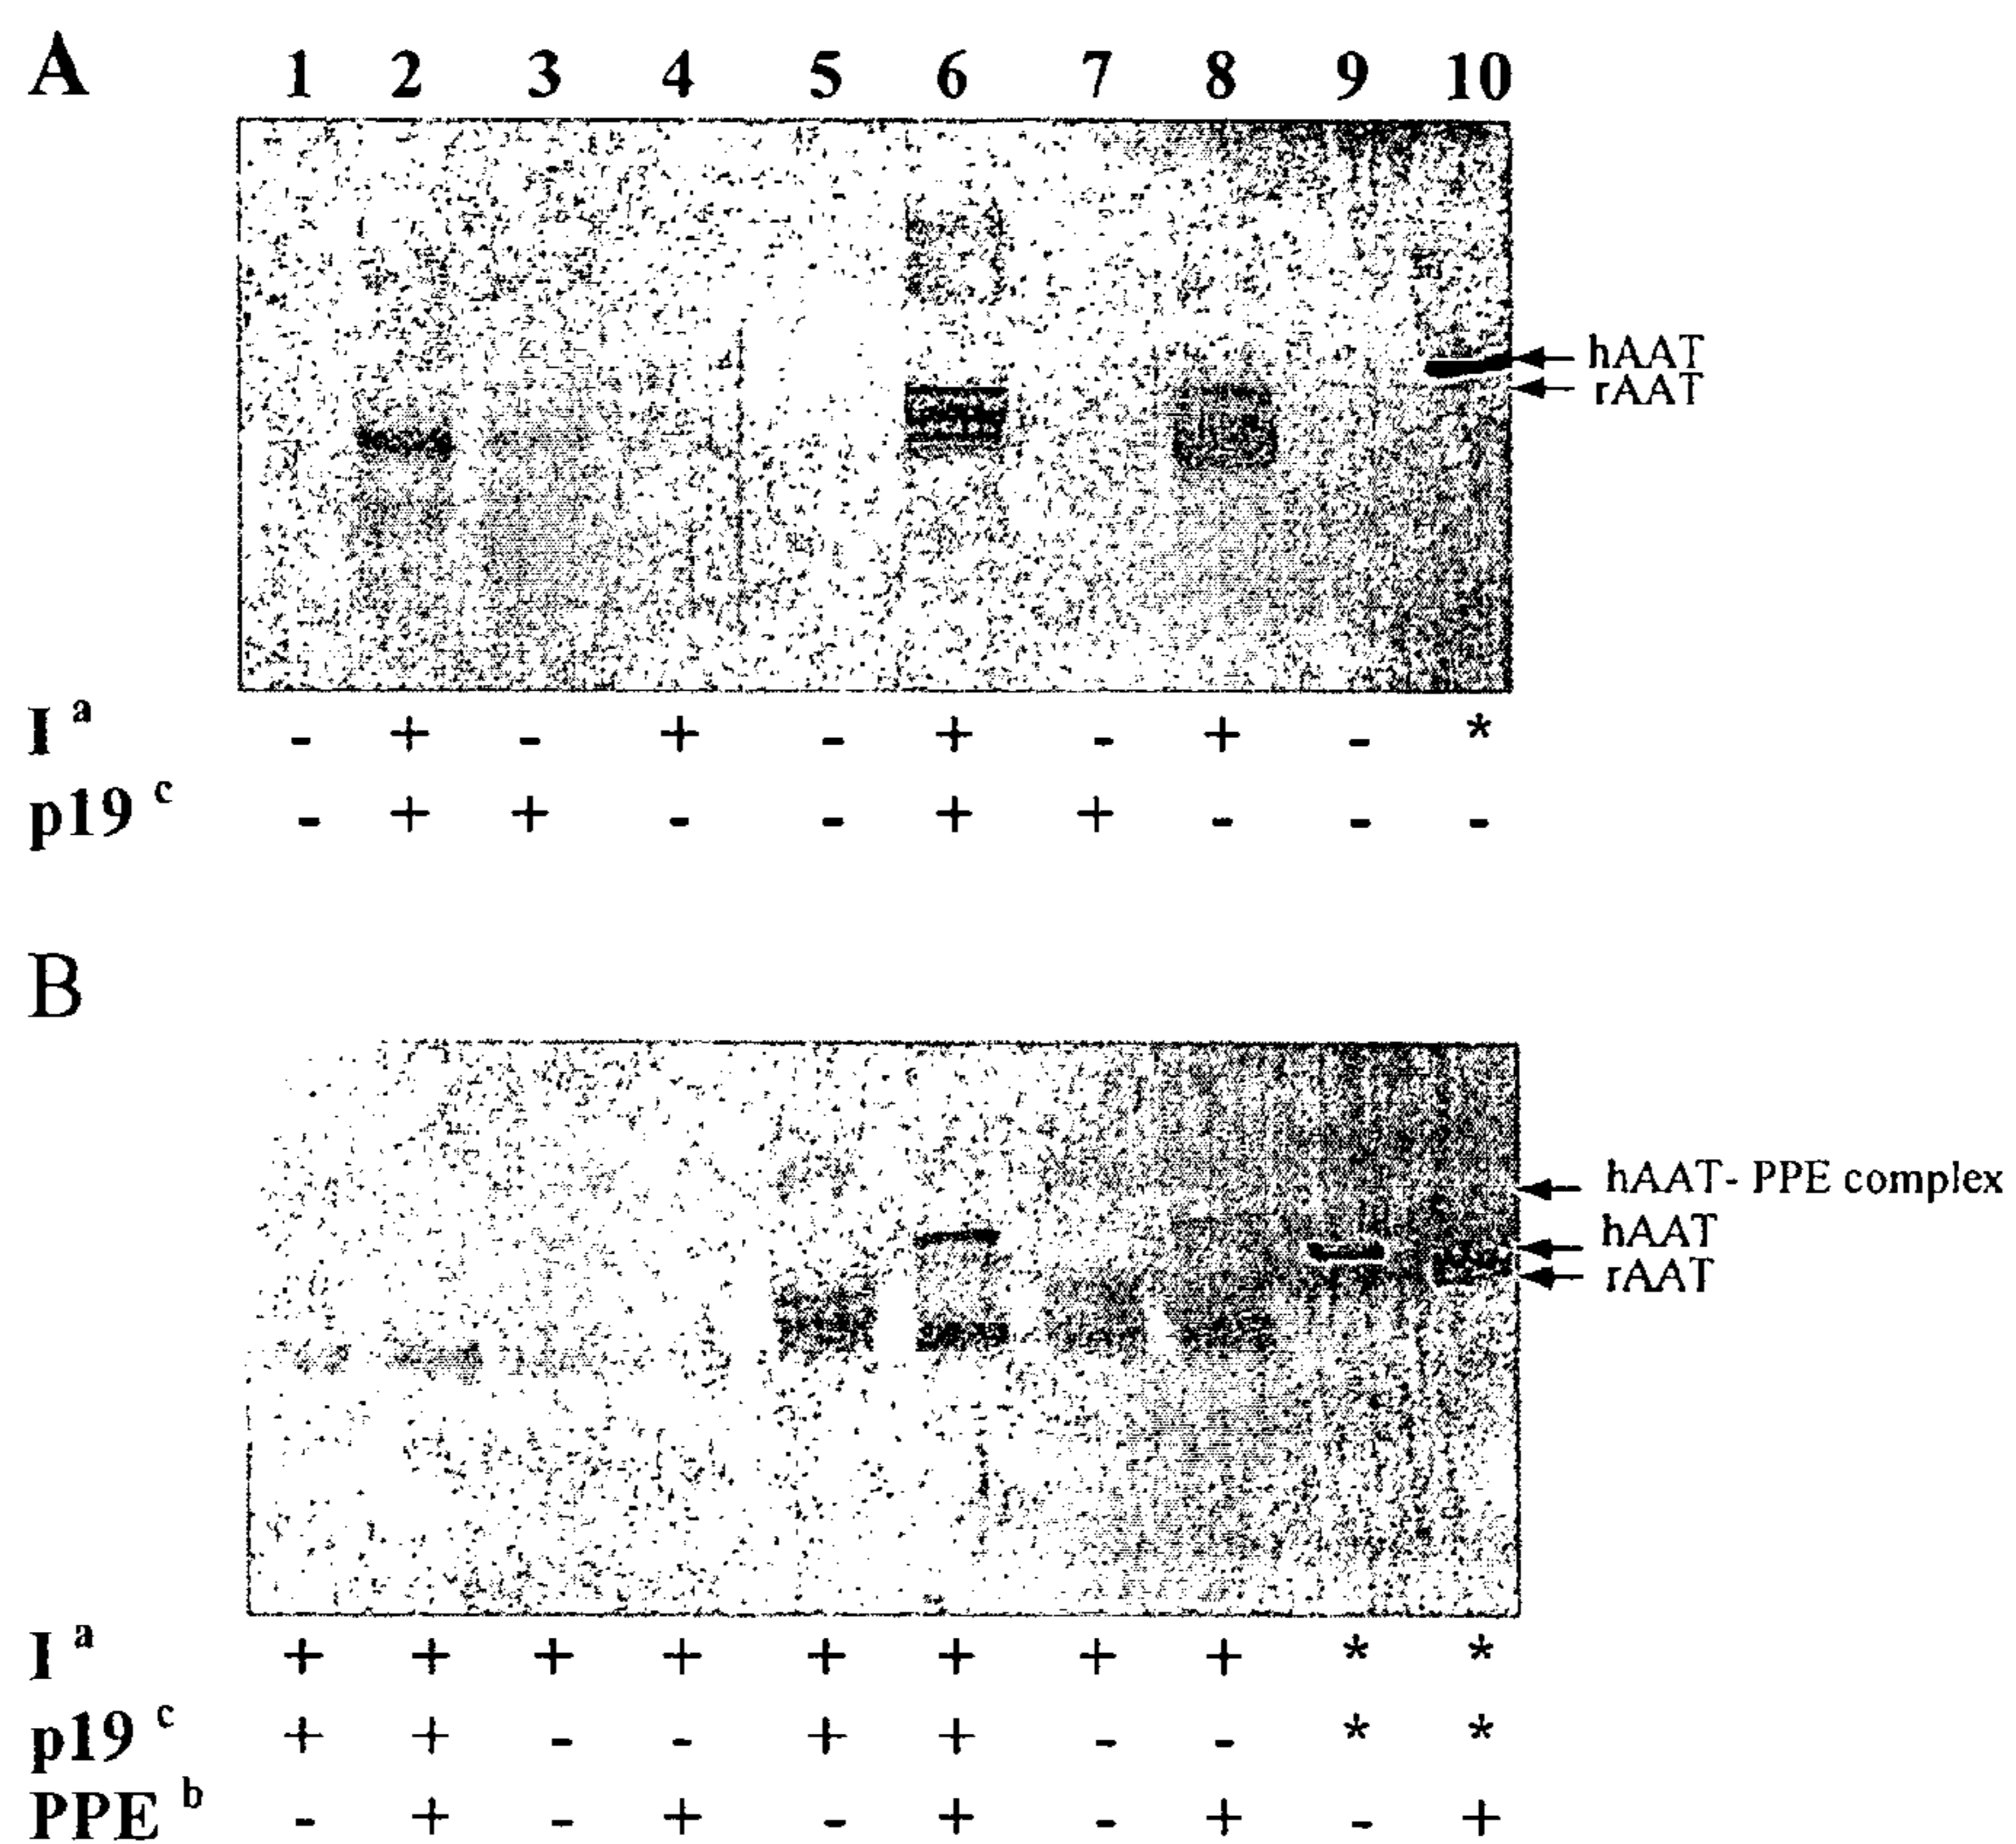 A
1 2 3 4 5 6 7 8 9 10
hAAT
rAAT
I a - + - + - + - + - *
p19 c - + + - - + + - - -
B
hAAT- PPE complex
hAAT
rAAT
I a + + + + + + + + * *
p19 c + + - - + + - - * *
PPE b - + - + - + - + - +